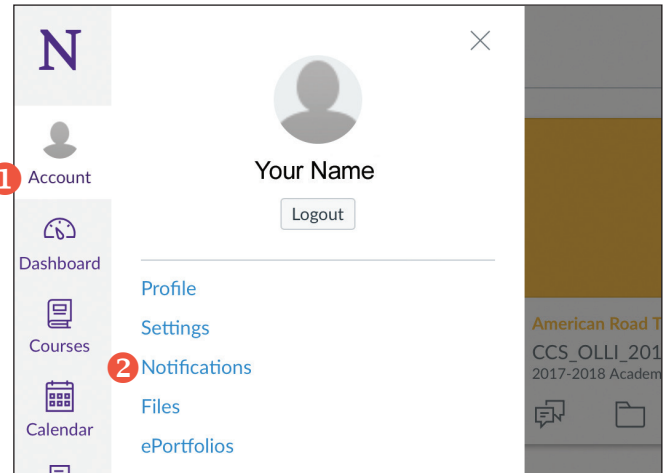 N
1 Account
Dashboard
Courses
Calendar
Your Name
Logout
Profile
Settings
2 Notifications
Files
ePortfolios
American Road T
CCS_OLLI_201
2017-2018 Academ